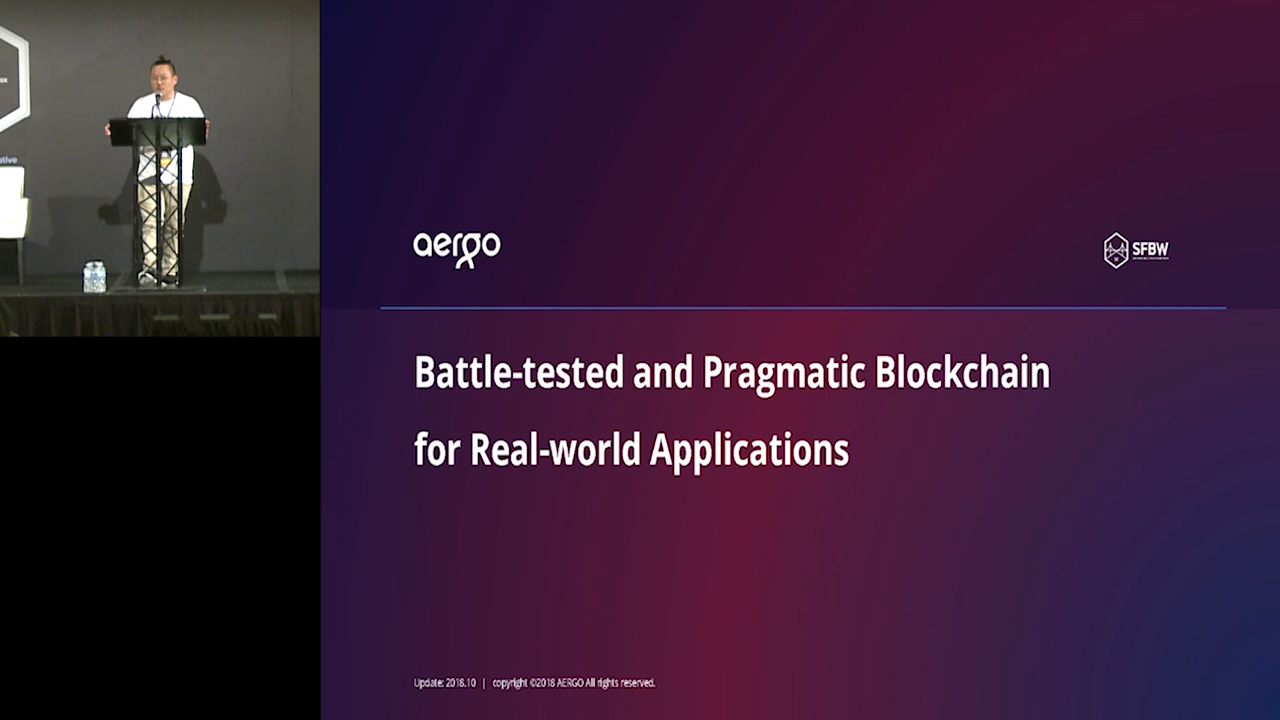 aergo
SFBW
Battle-tested and Pragmatic Blockchain
for Real-world Applications
Update: 2018.10 | copyright ©2018 AERGO All rights reserved.